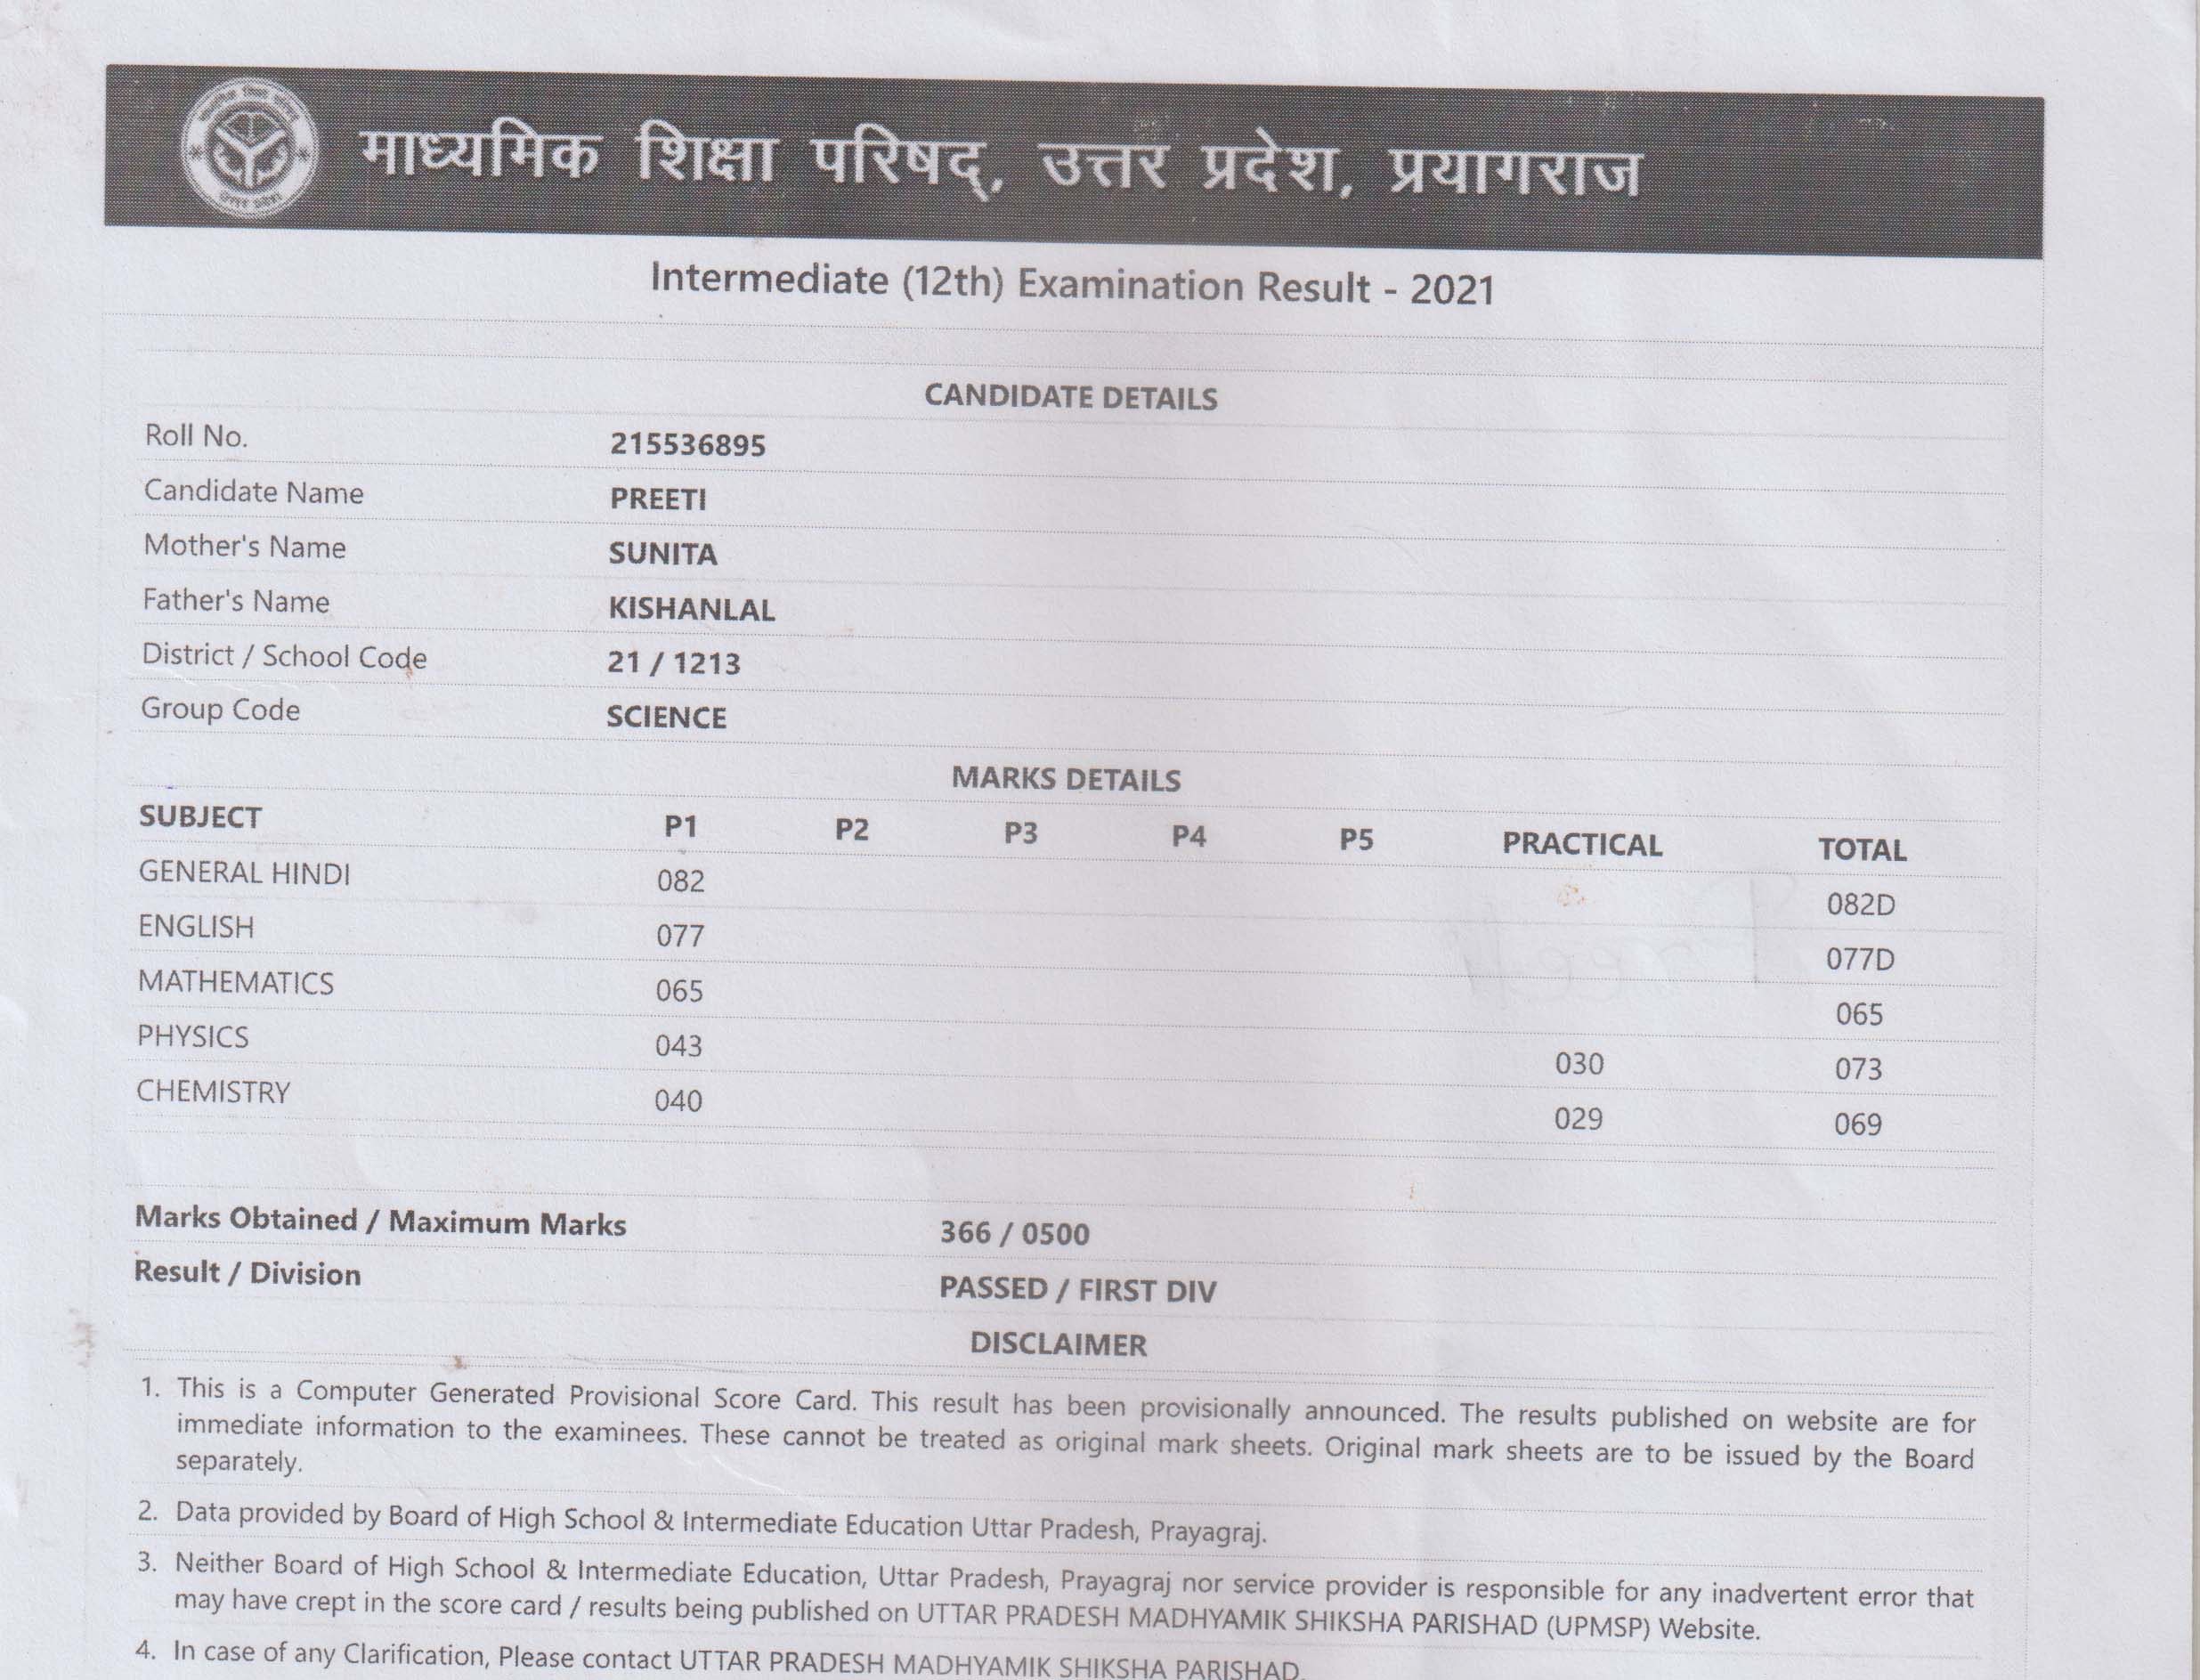 माध्यमिक शिक्षा परिषद्, उत्तर प्रदेश, प्रयागराज
Intermediate (12th) Examination Result - 2021
CANDIDATE DETAILS
Roll No. 215536895
Candidate Name PREETI
Mother's Name SUNITA
Father's Name KISHANLAL
District / School Code 21 / 1213
Group Code SCIENCE
MARKS DETAILS
SUBJECT P1 P2 P3 P4 P5 PRACTICAL TOTAL
GENERAL HINDI 082 082D
ENGLISH 077 077D
MATHEMATICS 065 065
PHYSICS 043 030 073
CHEMISTRY 040 029 069
Marks Obtained / Maximum Marks 366 / 0500
Result / Division PASSED / FIRST DIV
DISCLAIMER
1. This is a Computer Generated Provisional Score Card. This result has been provisionally announced. The results published on website are for
immediate information to the examinees. These cannot be treated as original mark sheets. Original mark sheets are to be issued by the Board
separately.
2. Data provided by Board of High School & Intermediate Education Uttar Pradesh, Prayagraj.
3. Neither Board of High School & Intermediate Education, Uttar Pradesh, Prayagraj nor service provider is responsible for any inadvertent error that
may have crept in the score card / results being published on UTTAR PRADESH MADHYAMIK SHIKSHA PARISHAD (UPMSP) Website.
4. In case of any Clarification, Please contact UTTAR PRADESH MADHYAMIK SHIKSHA PARISHAD.